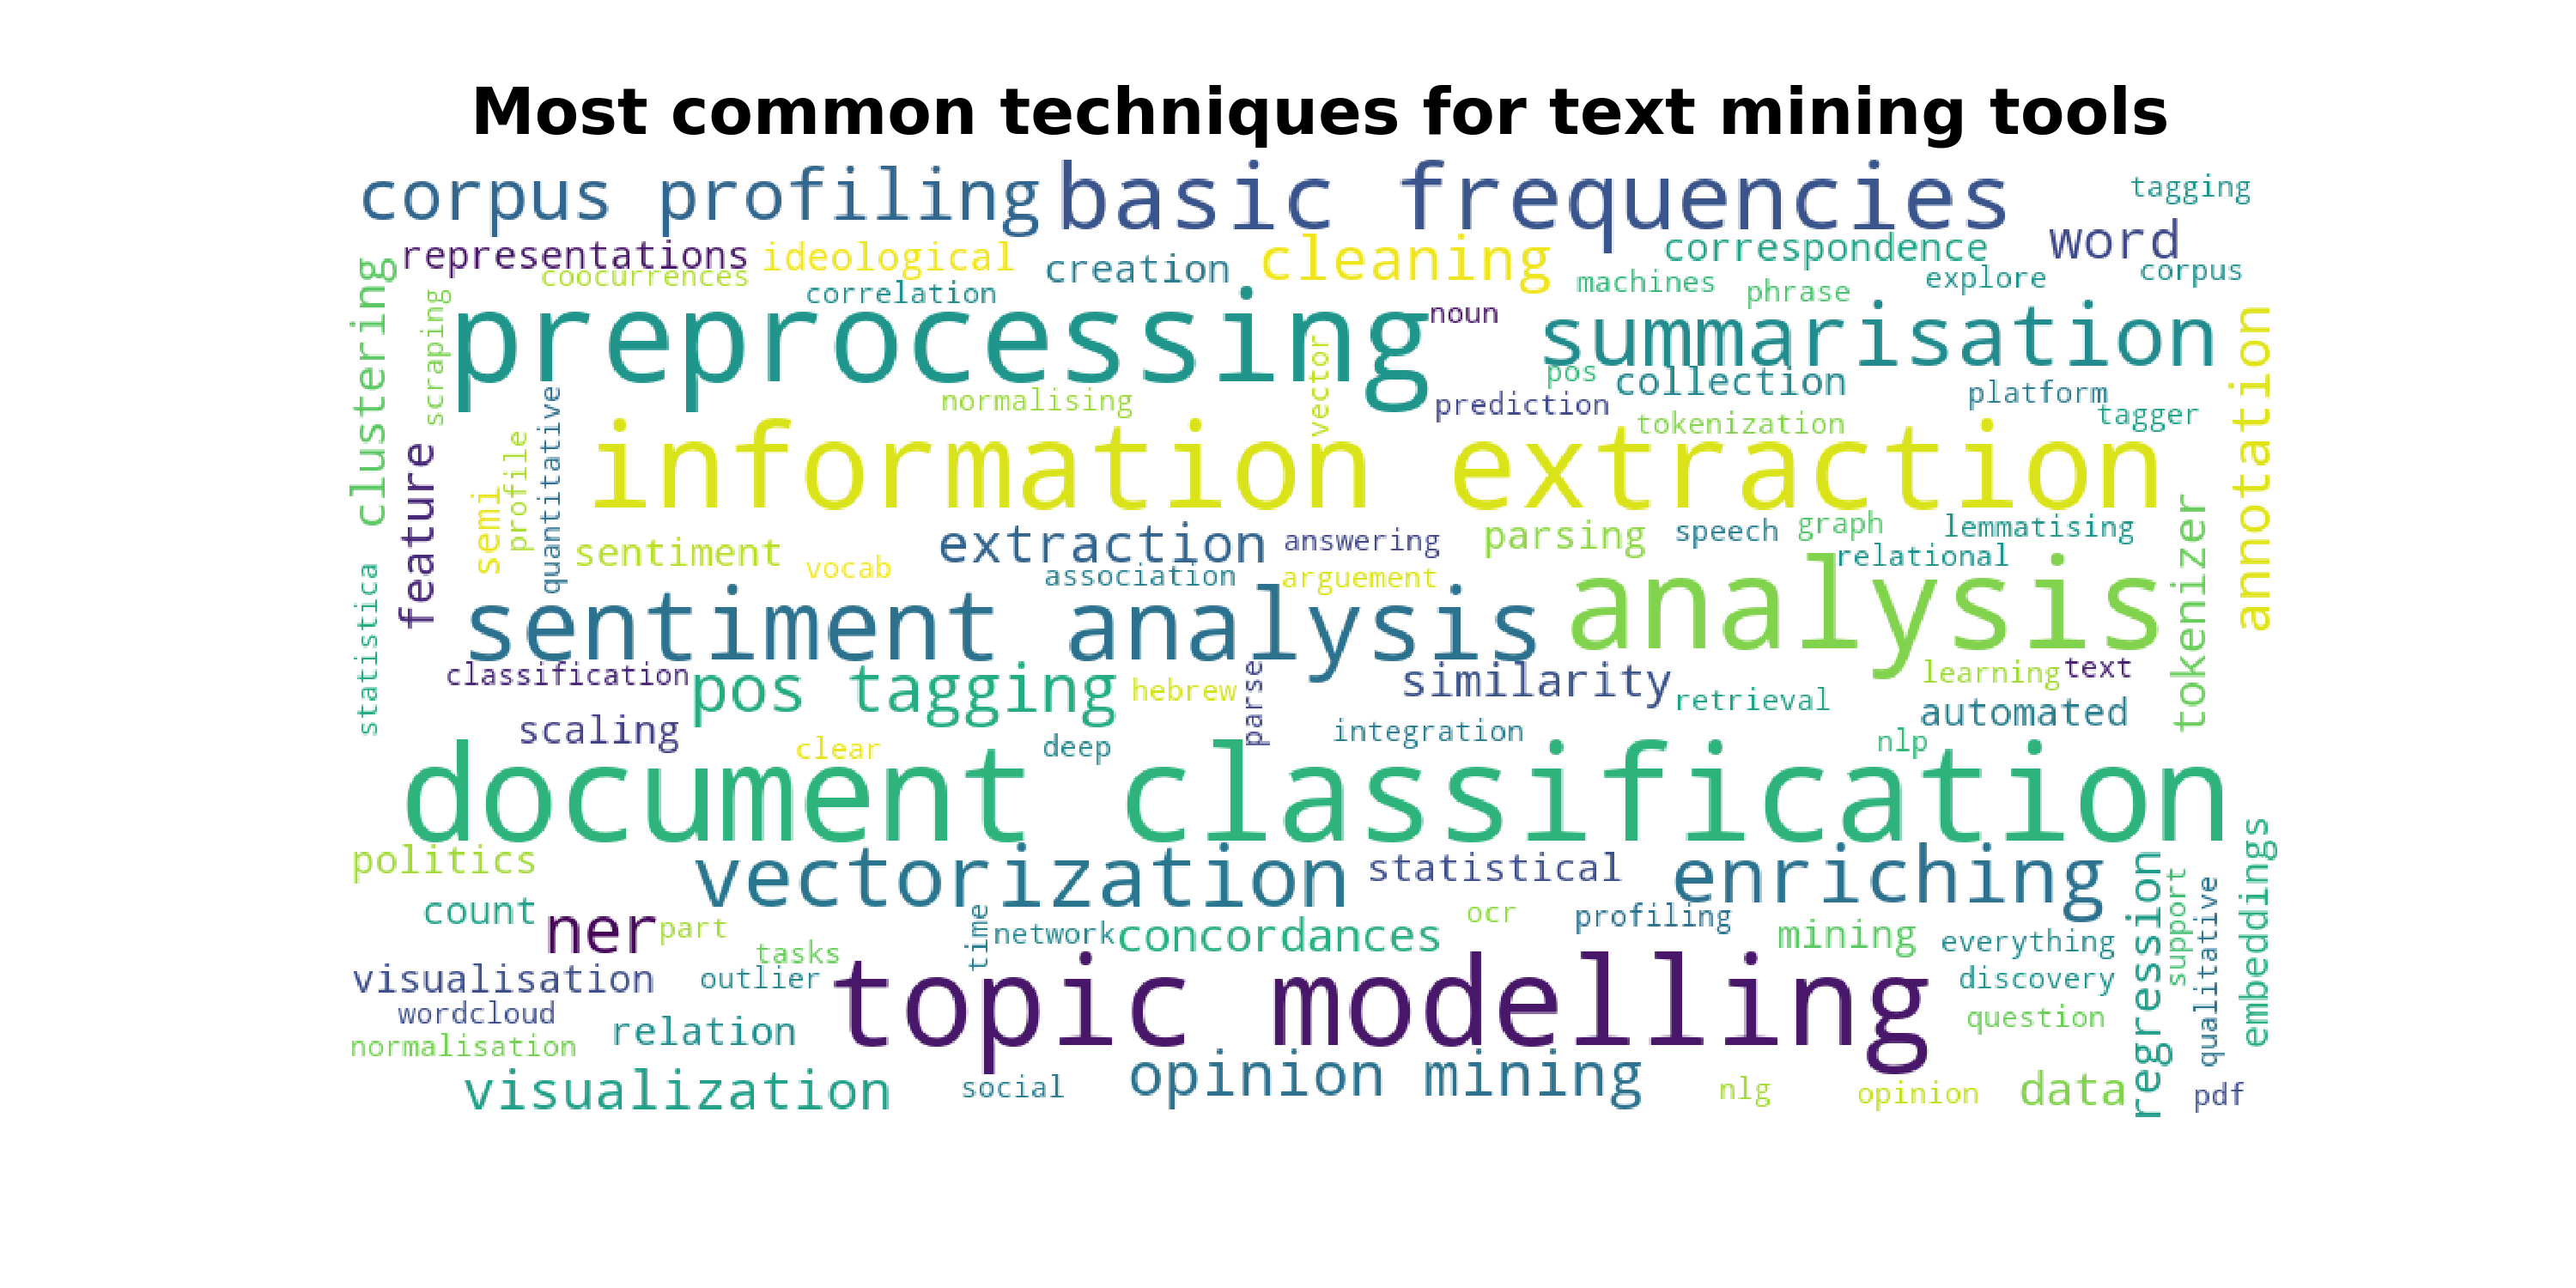 Most common techniques for text mining tools
corpus profiling
basic frequencies
tagging
word
representations
ideological
cleaning
correspondence
creation
coocurrences
correlation
machines
phrase
explore
corpus
clustering
scraping
preprocessing
noun
summarisation
annotation
vector
pos
collection
platform
normalising
prediction
tokenization
tagger
quantitative
profile
semi
feature
information extraction
tokenizer
sentiment
vocab
extraction
answering
parsing
speech
graph
lemmatising
relational
association
arguement
statistica
sentiment analysis
analysis
classification
pos tagging
hebrew
parse
similarity
retrieval
learning
text
automated
scaling
clear
deep
integration
nlp
document classification
politics
vectorization
statistical
enriching
regression
support
qualitative
embeddings
count
ner
part
time
network
concordances
ocr
profiling
mining
everything
tasks
visualisation
outlier
topic modelling
discovery
wordcloud
relation
question
normalisation
visualization
social
opinion mining
nlg
opinion
data
pdf